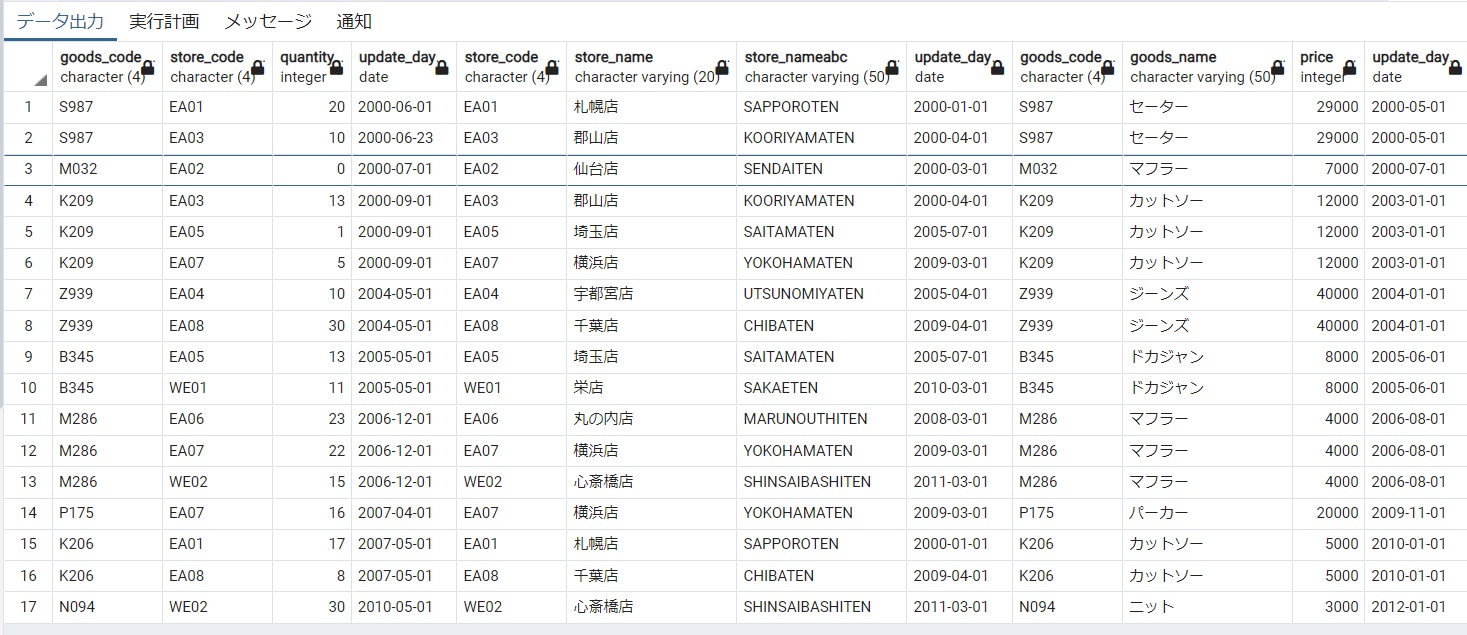 データ出力 実行計画 メッセージ 通知
goods_code store_code quantity update_day store_code store_name store_nameabc update_day goods_code goods_name price update_day
character (4) character (4) integer date character (4) character varying (20) character varying (50) date character (4) character varying (50) integer date
1 S987 EA01 20 2000-06-01 EA01 札幌店 SAPPOROTEN 2000-01-01 S987 セーター 29000 2000-05-01
2 S987 EA03 10 2000-06-23 EA03 郡山店 KOORIYAMATEN 2000-04-01 S987 セーター 29000 2000-05-01
3 M032 EA02 0 2000-07-01 EA02 仙台店 SENDAITEN 2000-03-01 M032 マフラー 7000 2000-07-01
4 K209 EA03 13 2000-09-01 EA03 郡山店 KOORIYAMATEN 2000-04-01 K209 カットソー 12000 2003-01-01
5 K209 EA05 1 2000-09-01 EA05 埼玉店 SAITAMATEN 2005-07-01 K209 カットソー 12000 2003-01-01
6 K209 EA07 5 2000-09-01 EA07 横浜店 YOKOHAMATEN 2009-03-01 K209 カットソー 12000 2003-01-01
7 Z939 EA04 10 2004-05-01 EA04 宇都宮店 UTSUNOMIYATEN 2005-04-01 Z939 ジーンズ 40000 2004-01-01
8 Z939 EA08 30 2004-05-01 EA08 千葉店 CHIBATEN 2009-04-01 Z939 ジーンズ 40000 2004-01-01
9 B345 EA05 13 2005-05-01 EA05 埼玉店 SAITAMATEN 2005-07-01 B345 ドカジャン 8000 2005-06-01
10 B345 WE01 11 2005-05-01 WE01 栄店 SAKAETEN 2010-03-01 B345 ドカジャン 8000 2005-06-01
11 M286 EA06 23 2006-12-01 EA06 丸の内店 MARUNOUTHITEN 2008-03-01 M286 マフラー 4000 2006-08-01
12 M286 EA07 22 2006-12-01 EA07 横浜店 YOKOHAMATEN 2009-03-01 M286 マフラー 4000 2006-08-01
13 M286 WE02 15 2006-12-01 WE02 心斎橋店 SHINSAIBASHITEN 2011-03-01 M286 マフラー 4000 2006-08-01
14 P175 EA07 16 2007-04-01 EA07 横浜店 YOKOHAMATEN 2009-03-01 P175 パーカー 20000 2009-11-01
15 K206 EA01 17 2007-05-01 EA01 札幌店 SAPPOROTEN 2000-01-01 K206 カットソー 5000 2010-01-01
16 K206 EA08 8 2007-05-01 EA08 千葉店 CHIBATEN 2009-04-01 K206 カットソー 5000 2010-01-01
17 N094 WE02 30 2010-05-01 WE02 心斎橋店 SHINSAIBASHITEN 2011-03-01 N094 ニット 3000 2012-01-01